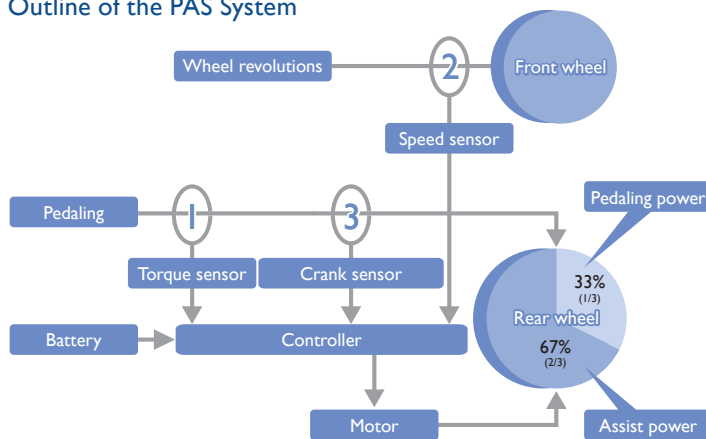 Outline of the PAS System
Wheel revolutions
2
Front wheel
Speed sensor
Pedaling
1
3
Pedaling power
Torque sensor
Crank sensor
33%
(1/3)
Rear wheel
Battery
Controller
67%
(2/3)
Motor
Assist power